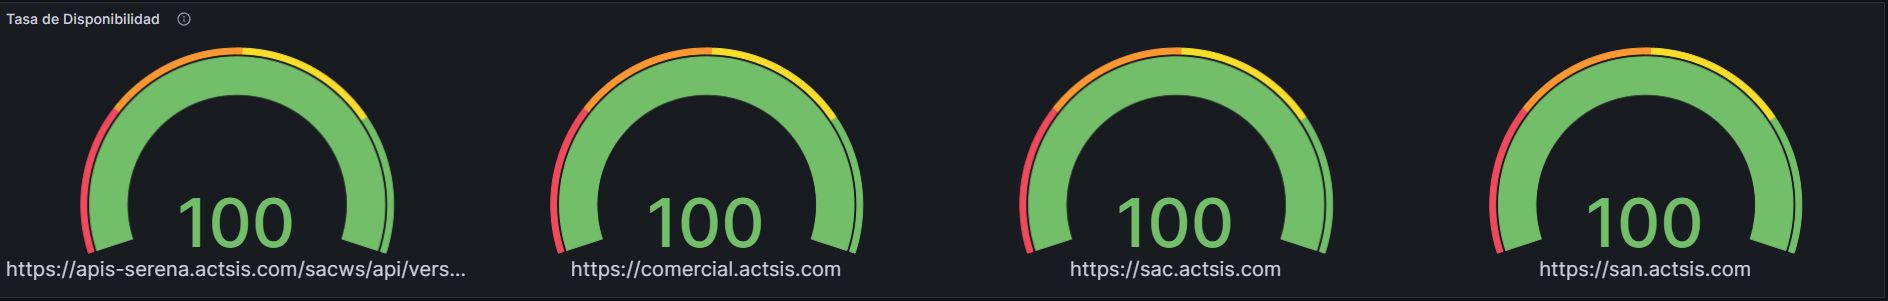 Tasa de Disponibilidad
100
100
100
100
https://apis-serena.actsis.com/sacws/api/vers...
https://comercial.actsis.com
https://sac.actsis.com
https://san.actsis.com